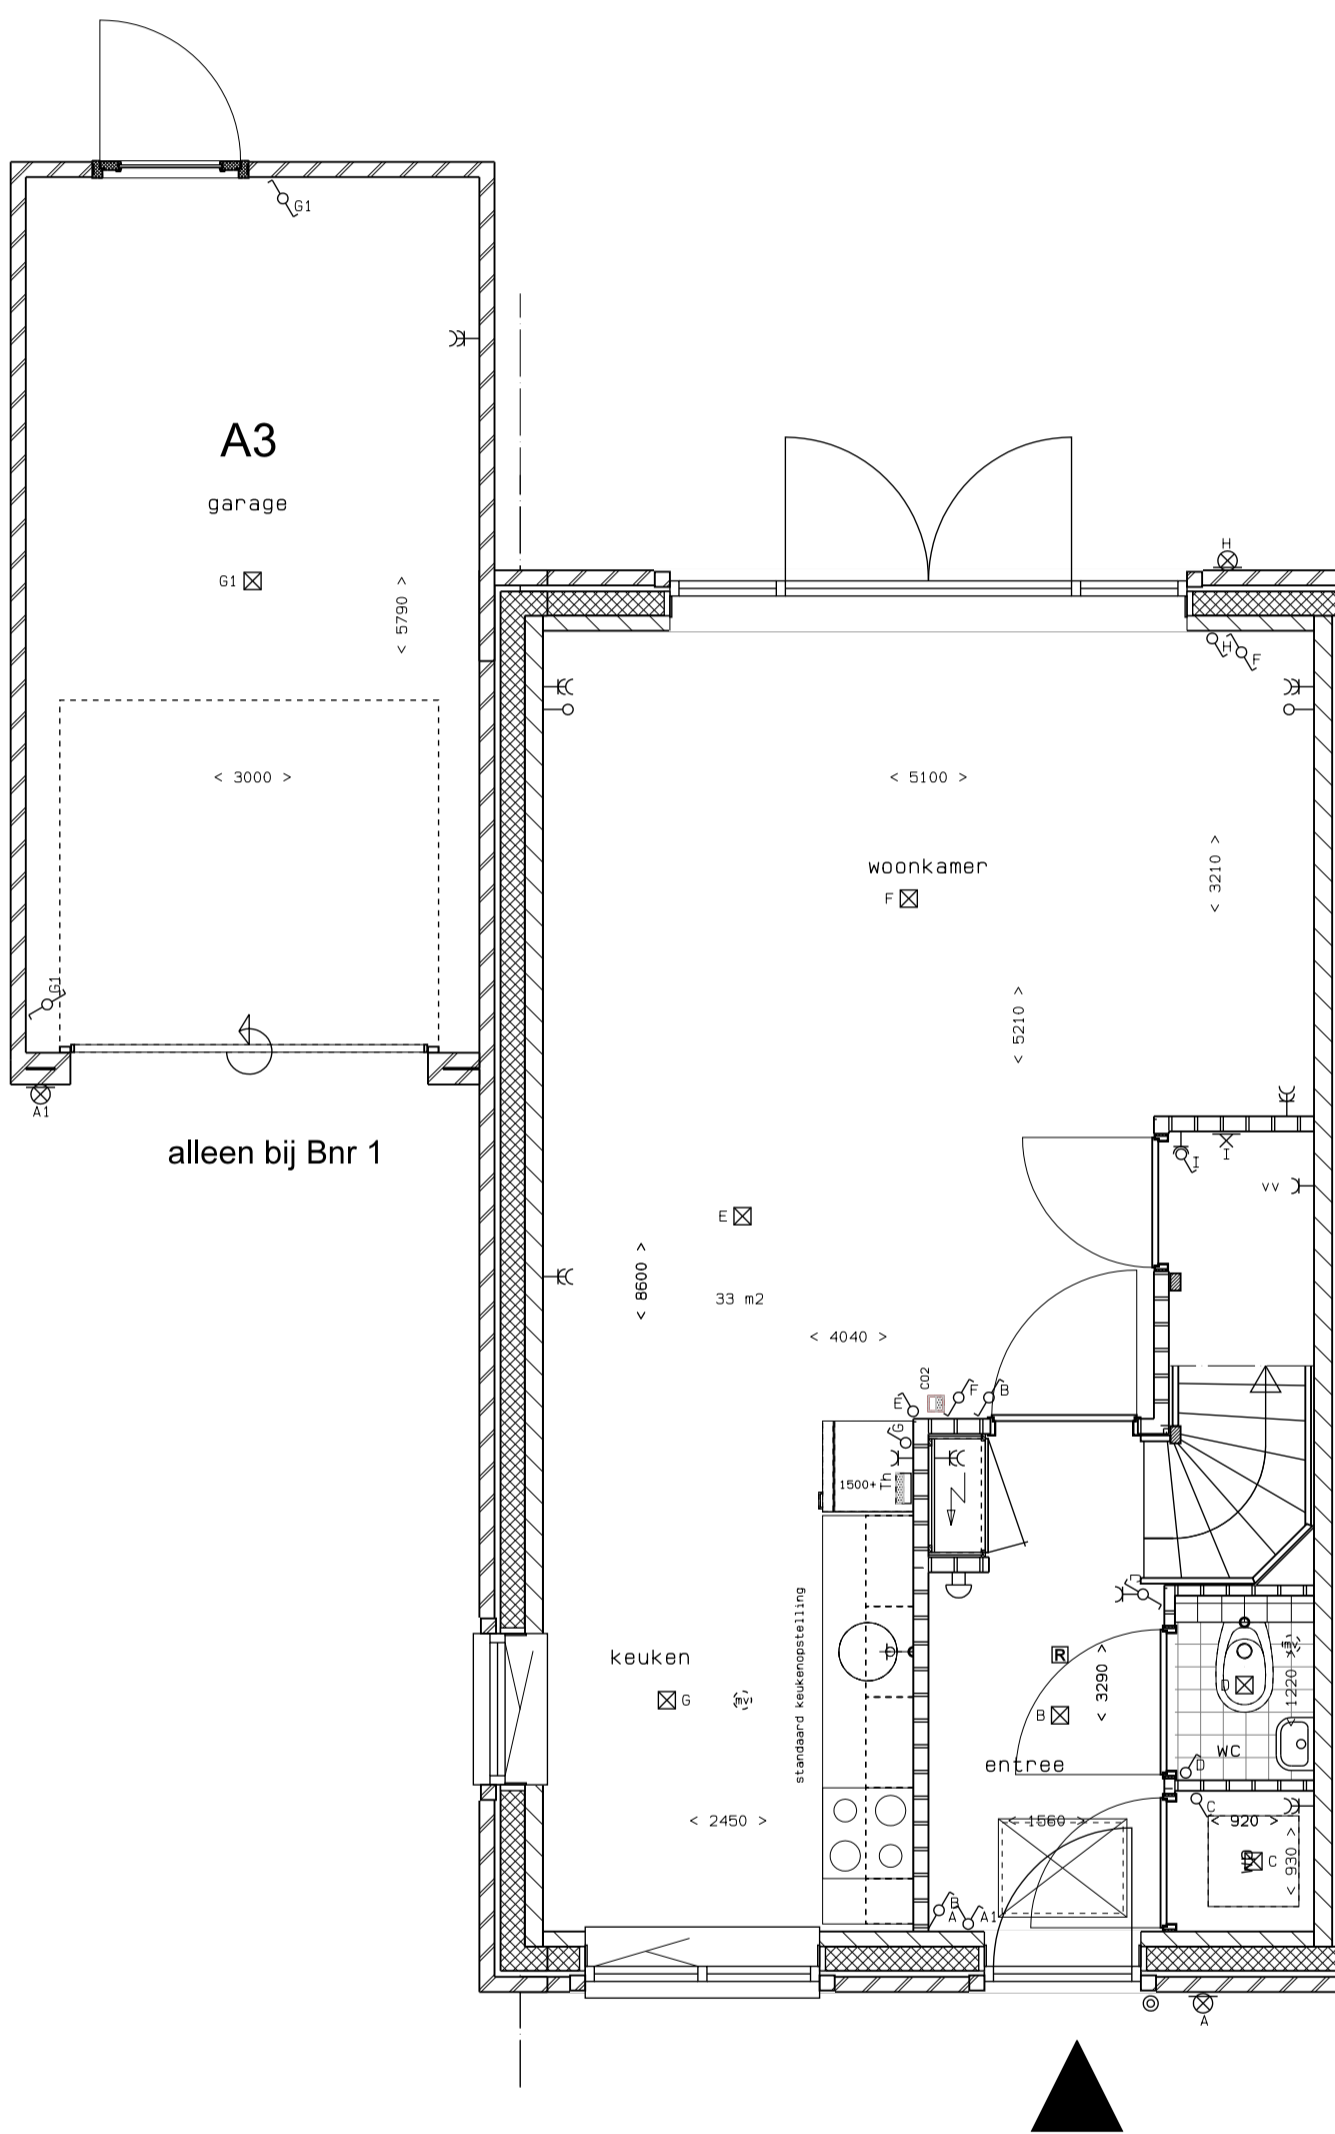 G1
A3
garage
G1
< 5790 >
H
H
F
< 3000 >
< 5100 >
< 3210 >
woonkamer
F
G1
< 5210 >
A1
alleen bij Bnr 1
I
I
vv
E
< 8600 >
33 m2
< 4040 >
CO2
E
F
B
G
1500+
Th
J
standaard keukenopstelling
keuken
G
mv
R
B
< 3290 >
entree
mv
D
< 1220 >
WC
D
C
< 2450 >
< 1560 >
< 920 >
C
< 930 >
B
A
A1
A